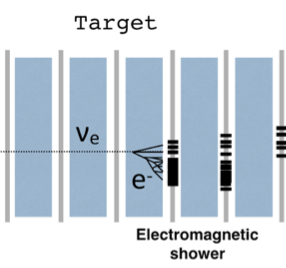 Target
νe
e-
Electromagnetic
shower